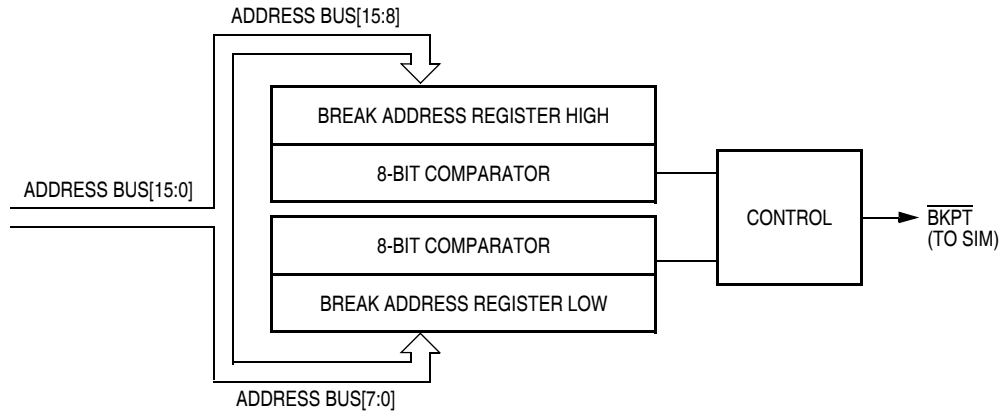 ADDRESS BUS[15:8]
BREAK ADDRESS REGISTER HIGH
8-BIT COMPARATOR
ADDRESS BUS[15:0]
CONTROL
BKPT
(TO SIM)
8-BIT COMPARATOR
BREAK ADDRESS REGISTER LOW
ADDRESS BUS[7:0]